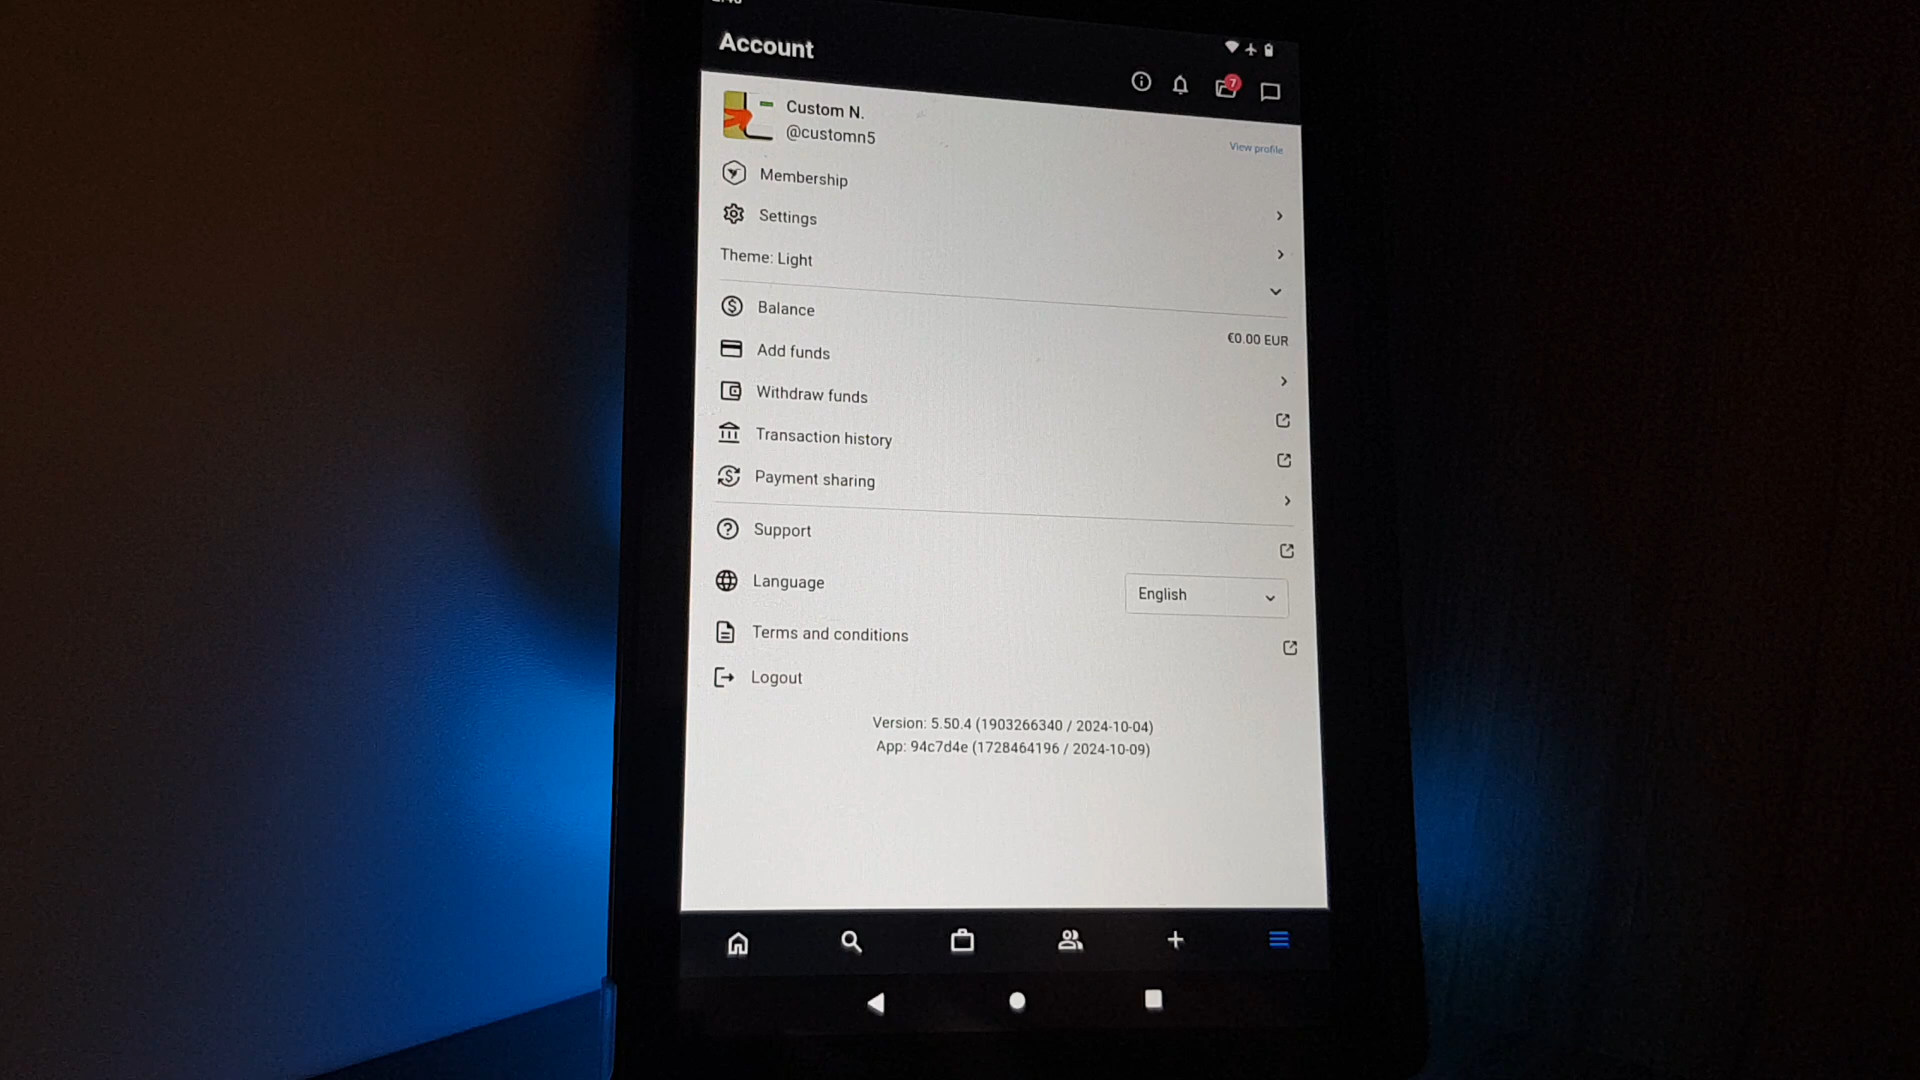 Account
7
Custom N.
@customn5
View profile
Membership
Settings
Theme: Light
Balance
€0.00 EUR
Add funds
Withdraw funds
Transaction history
Payment sharing
Support
Language
English
Terms and conditions
Logout
Version: 5.50.4 (1903266340 / 2024-10-04)
App: 94c7d4e (1728464196 / 2024-10-09)